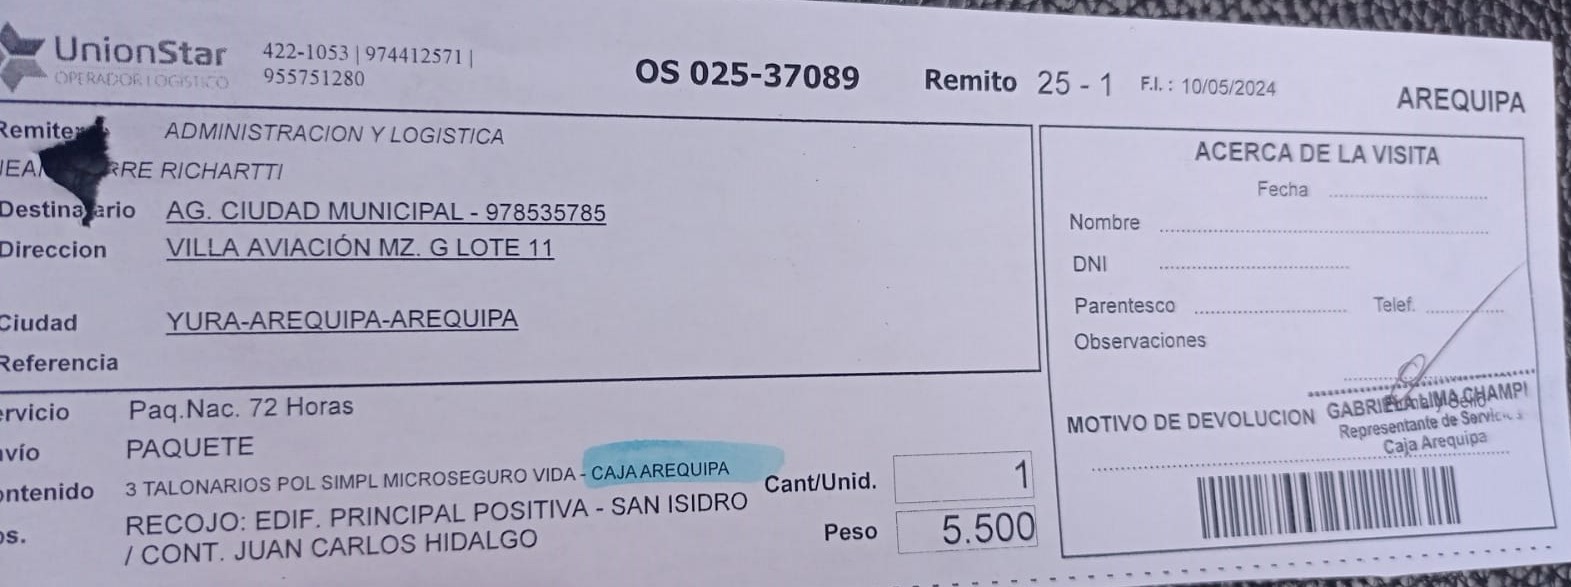 UnionStar
OPERADOR LOGÍSTICO
422-1053 | 974412571 |
955751280
OS 025-37089
Remito 25 - 1
F.I. : 10/05/2024
AREQUIPA
ADMINISTRACION Y LOGISTICA
RRE RICHARTTI
Destinatario AG. CIUDAD MUNICIPAL - 978535785
Direccion VILLA AVIACIÓN MZ. G LOTE 11
Ciudad YURA-AREQUIPA-AREQUIPA
Referencia
ervicio Paq.Nac. 72 Horas
nvío PAQUETE
ontenido 3 TALONARIOS POL SIMPL MICROSEGURO VIDA - CAJA AREQUIPA
os. RECOJO: EDIF. PRINCIPAL POSITIVA - SAN ISIDRO
/ CONT. JUAN CARLOS HIDALGO
Cant/Unid. 1
Peso 5.500
ACERCA DE LA VISITA
Fecha
Nombre
DNI
Parentesco Telef.
Observaciones
MOTIVO DE DEVOLUCION
CHAMPI
Representante de Servicios
Caja Arequipa